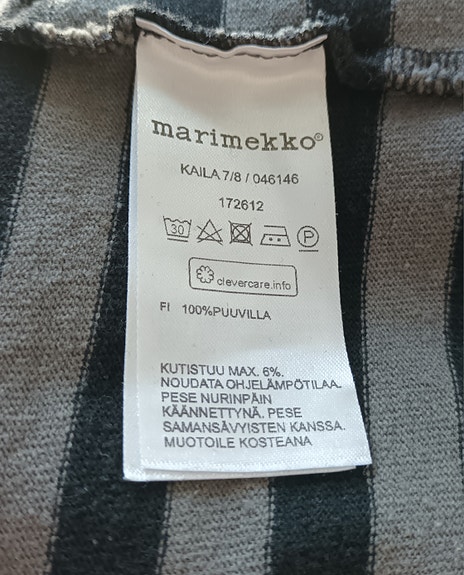 marimekko®
KAILA 7/8 / 046146
172612
30 P
clevercare.info
FI 100%PUUVILLA
KUTISTUU MAX. 6%.
NOUDATA OHJELÄMPÖTILAA.
PESE NURINPÄIN
KÄÄNNETTYNÄ. PESE
SAMANSÄVYISTEN KANSSA.
MUOTOILE KOSTEANA